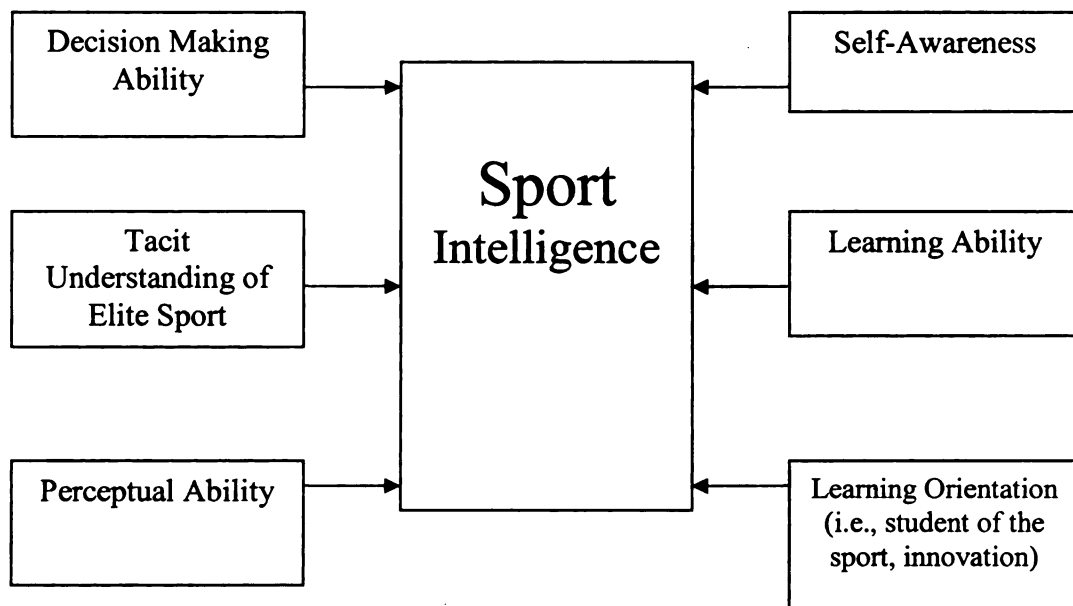 Decision Making
Ability
Tacit
Understanding of
Elite Sport
Perceptual Ability
Sport
Intelligence
Self-Awareness
Learning Ability
Learning Orientation
(i.e., student of the
sport, innovation)